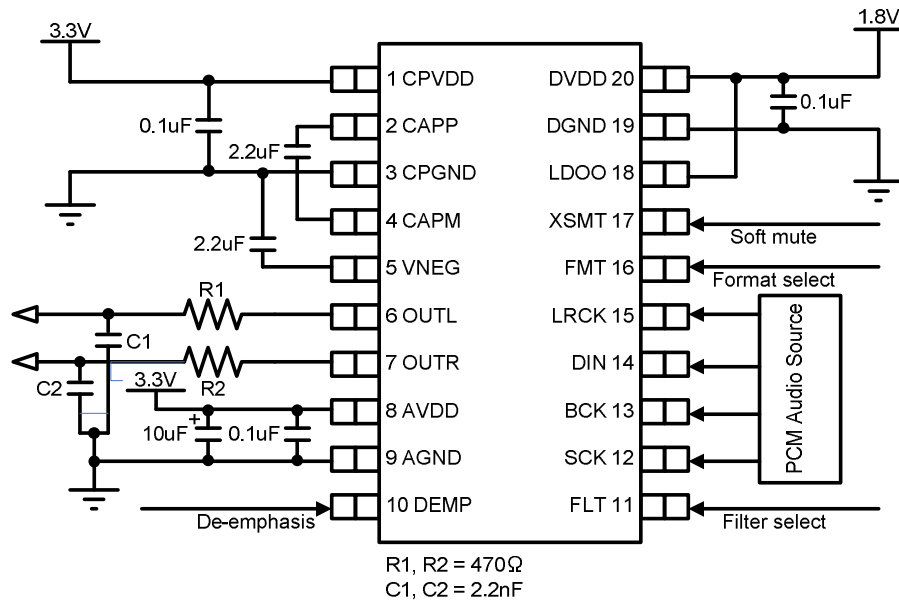 3.3V
1.8V
1 CPVDD
DVDD 20
0.1uF
0.1uF
2 CAPP
DGND 19
2.2uF
3 CPGND
LDOO 18
4 CAPM
XSMT 17
Soft mute
2.2uF
5 VNEG
FMT 16
Format select
R1
6 OUTL
LRCK 15
C1
7 OUTR
DIN 14
PCM Audio Source
R2
C2
3.3V
8 AVDD
BCK 13
+
10uF
0.1uF
9 AGND
SCK 12
10 DEMP
FLT 11
De-emphasis
Filter select
R1, R2 = 470Ω
C1, C2 = 2.2nF